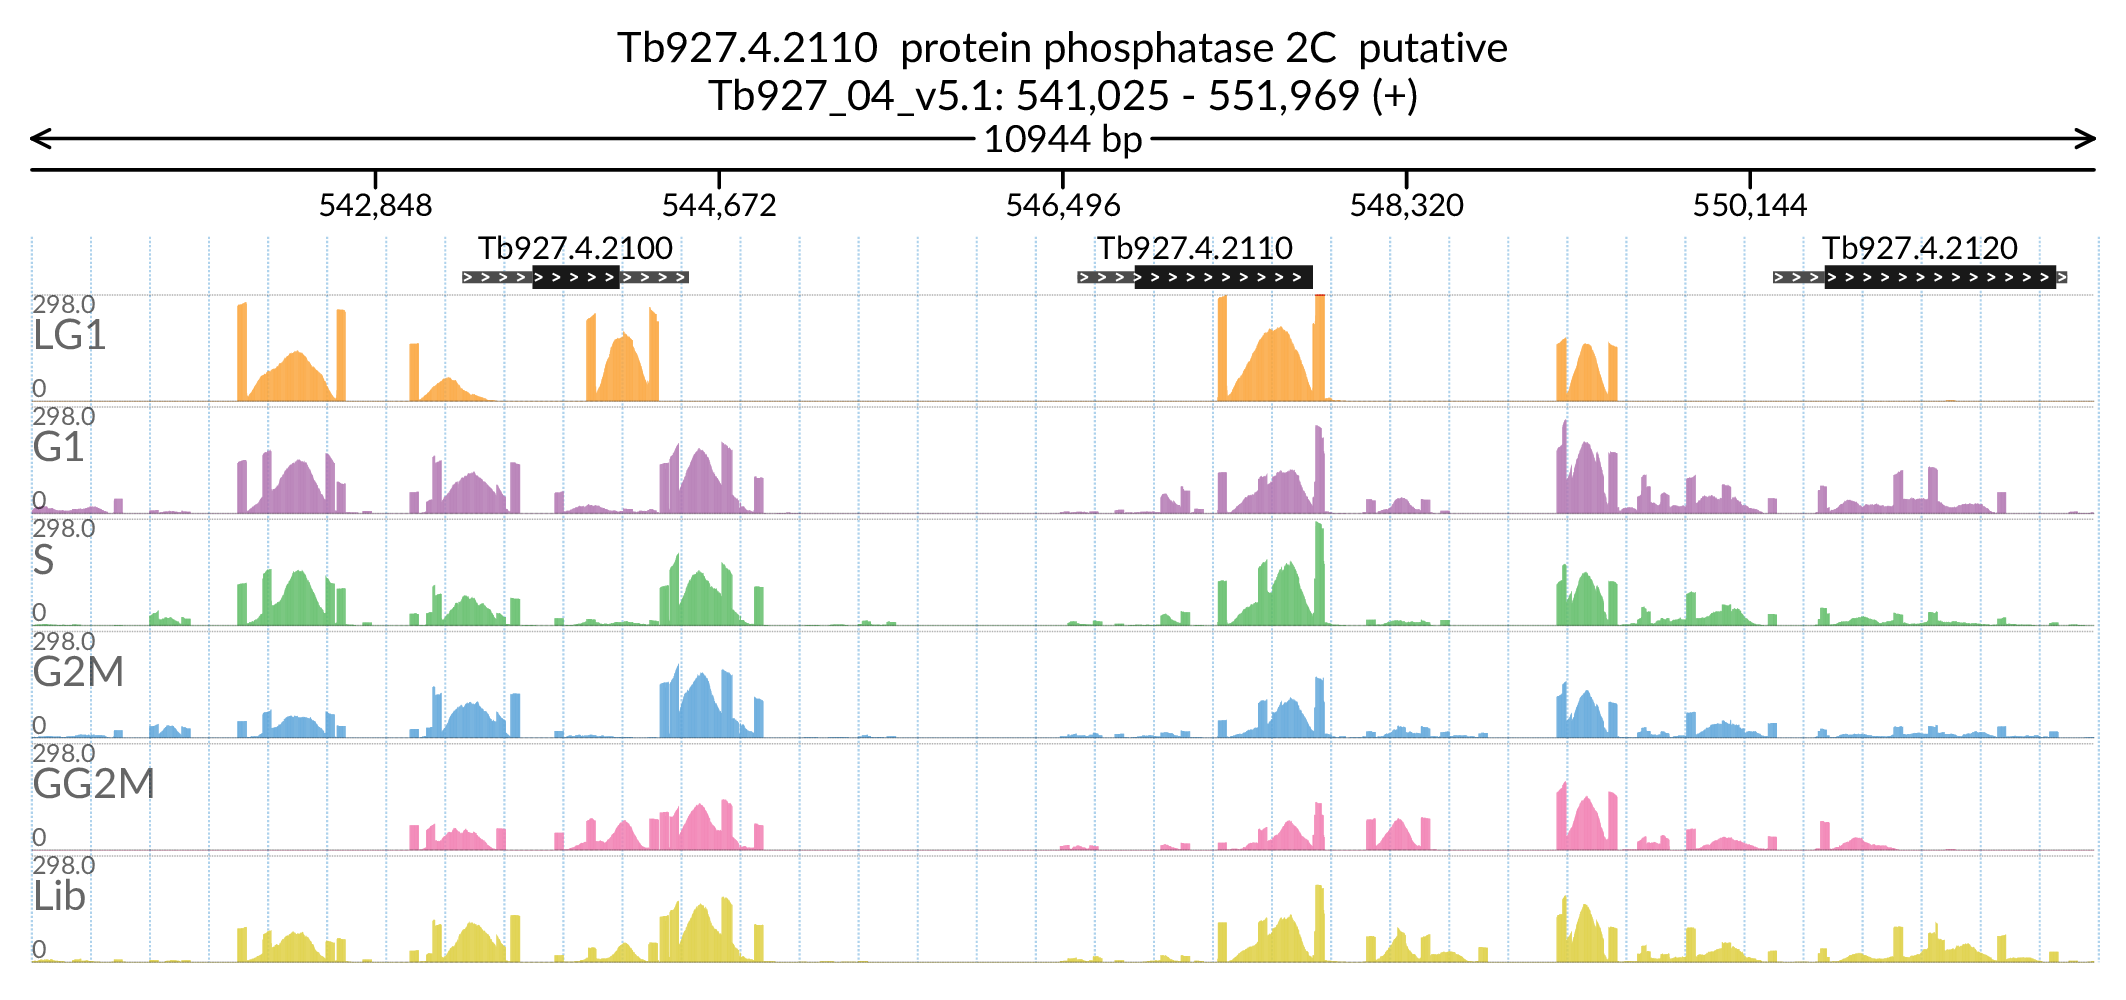 Tb927.4.2110 protein phosphatase 2C putative
Tb927_04_v5.1: 541,025 - 551,969 (+)
10944 bp
542,848 544,672 546,496 548,320 550,144
Tb927.4.2100 Tb927.4.2110 Tb927.4.2120
298.0
LG1
0
298.0
G1
0
298.0
S
0
298.0
G2M
0
298.0
GG2M
0
298.0
Lib
0